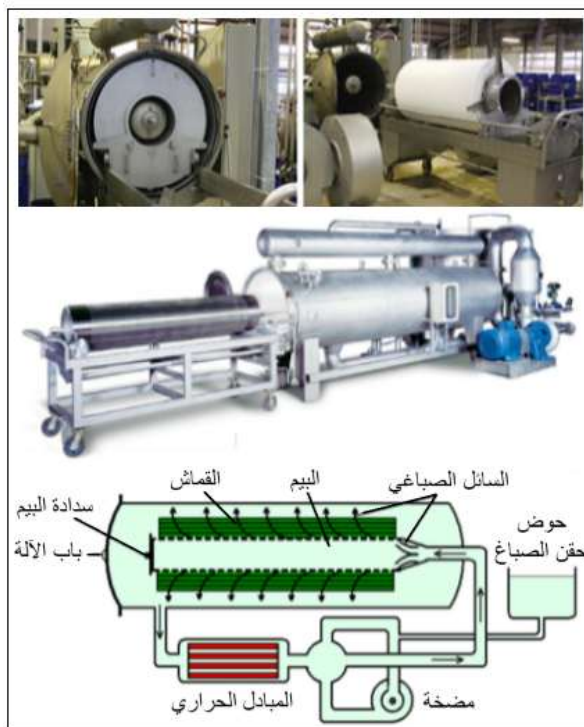 السائل الصباغي
البيم
القماش
سدادة البيم
باب الآلة
حوض
حقن الصباغ
المبادل الحراري
مضخة